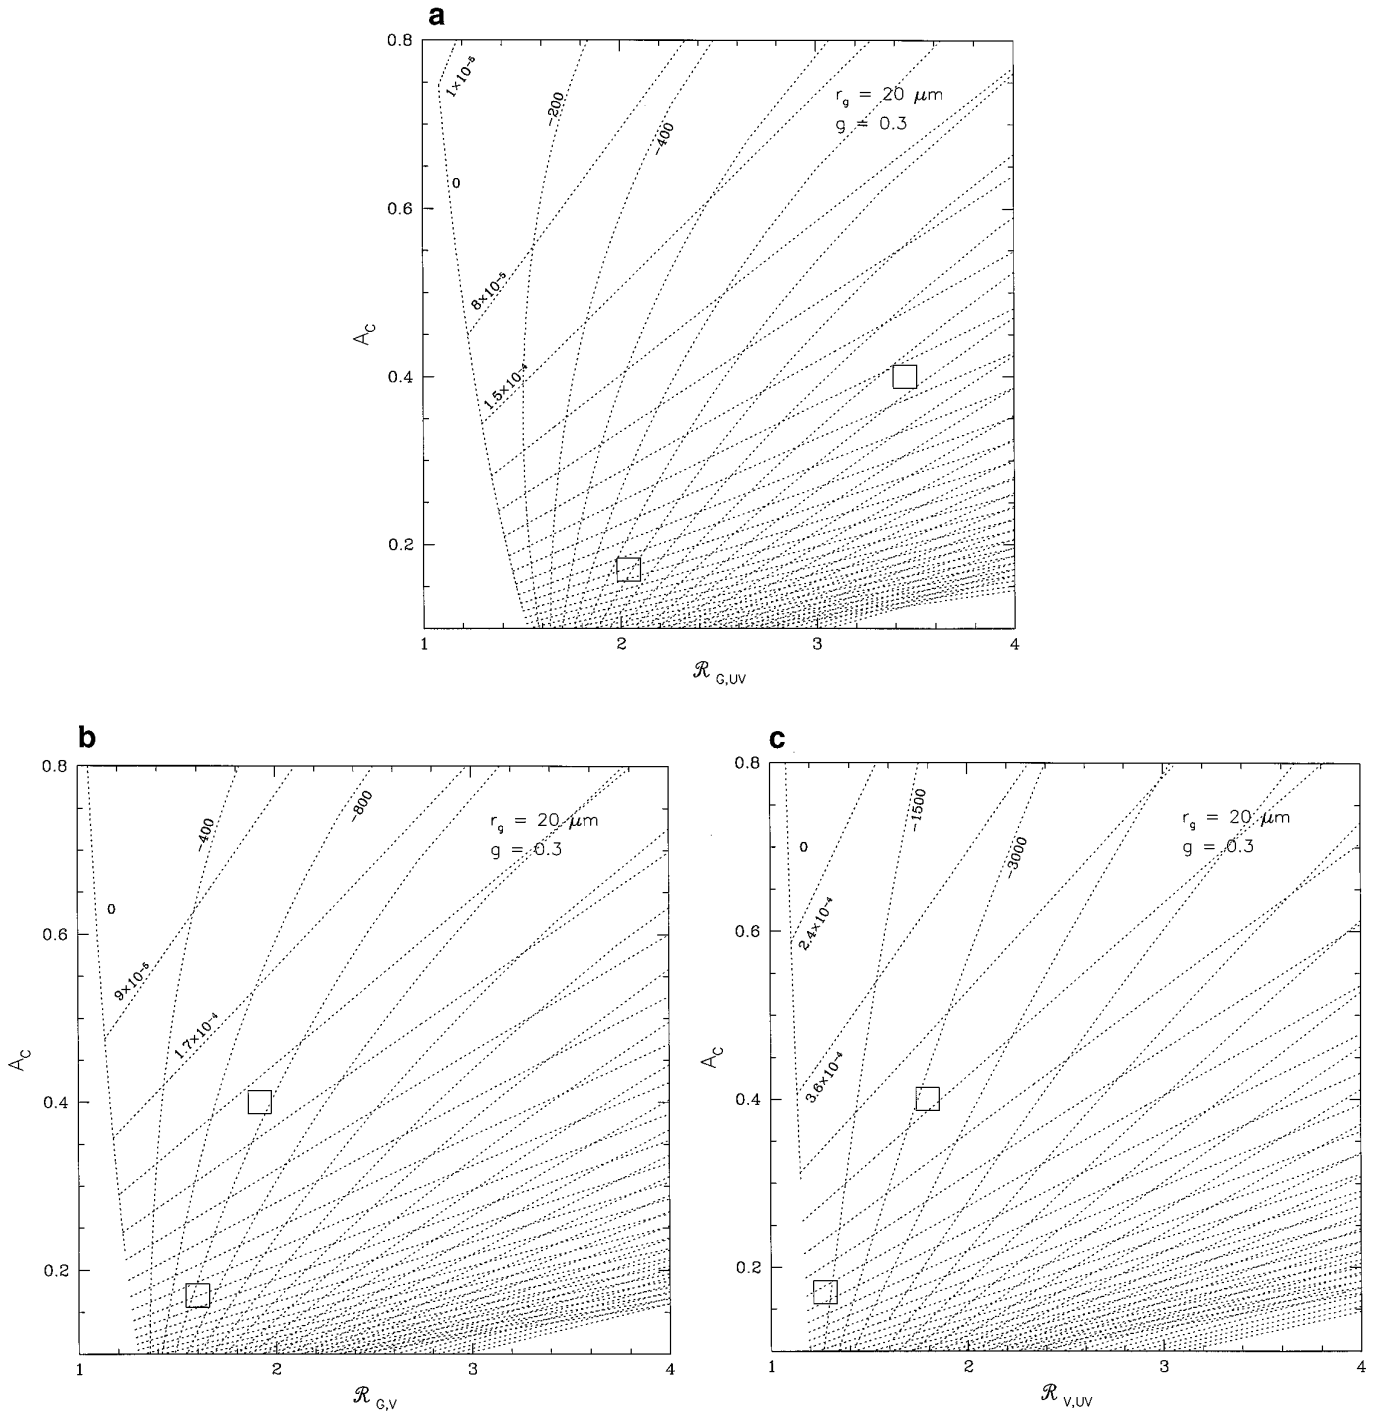 a
0.8
1×10⁻⁵
−200
−400
r_g = 20 μm
g = 0.3
0
0.6
8×10⁻⁵
A_C
1.5×10⁻⁴
0.4
0.2
1 2 3 4
ℛ G,UV
b
0.8
−400
−800
r_g = 20 μm
g = 0.3
0
0.6
9×10⁻⁵
1.7×10⁻⁴
A_C
0.4
0.2
1 2 3 4
ℛ G,V
c
0.8
−1500
−3000
r_g = 20 μm
g = 0.3
0
2.4×10⁻⁴
0.6
3.6×10⁻⁴
A_C
0.4
0.2
1 2 3 4
ℛ V,UV